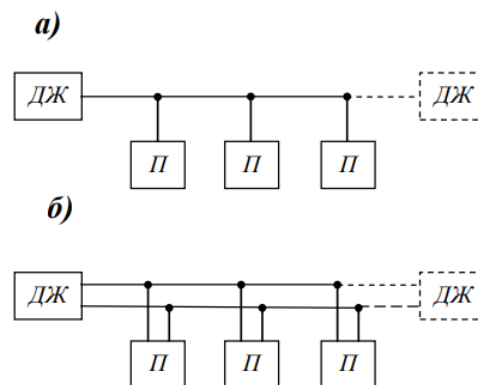 а)
ДЖ ДЖ
П П П
б)
ДЖ ДЖ
П П П